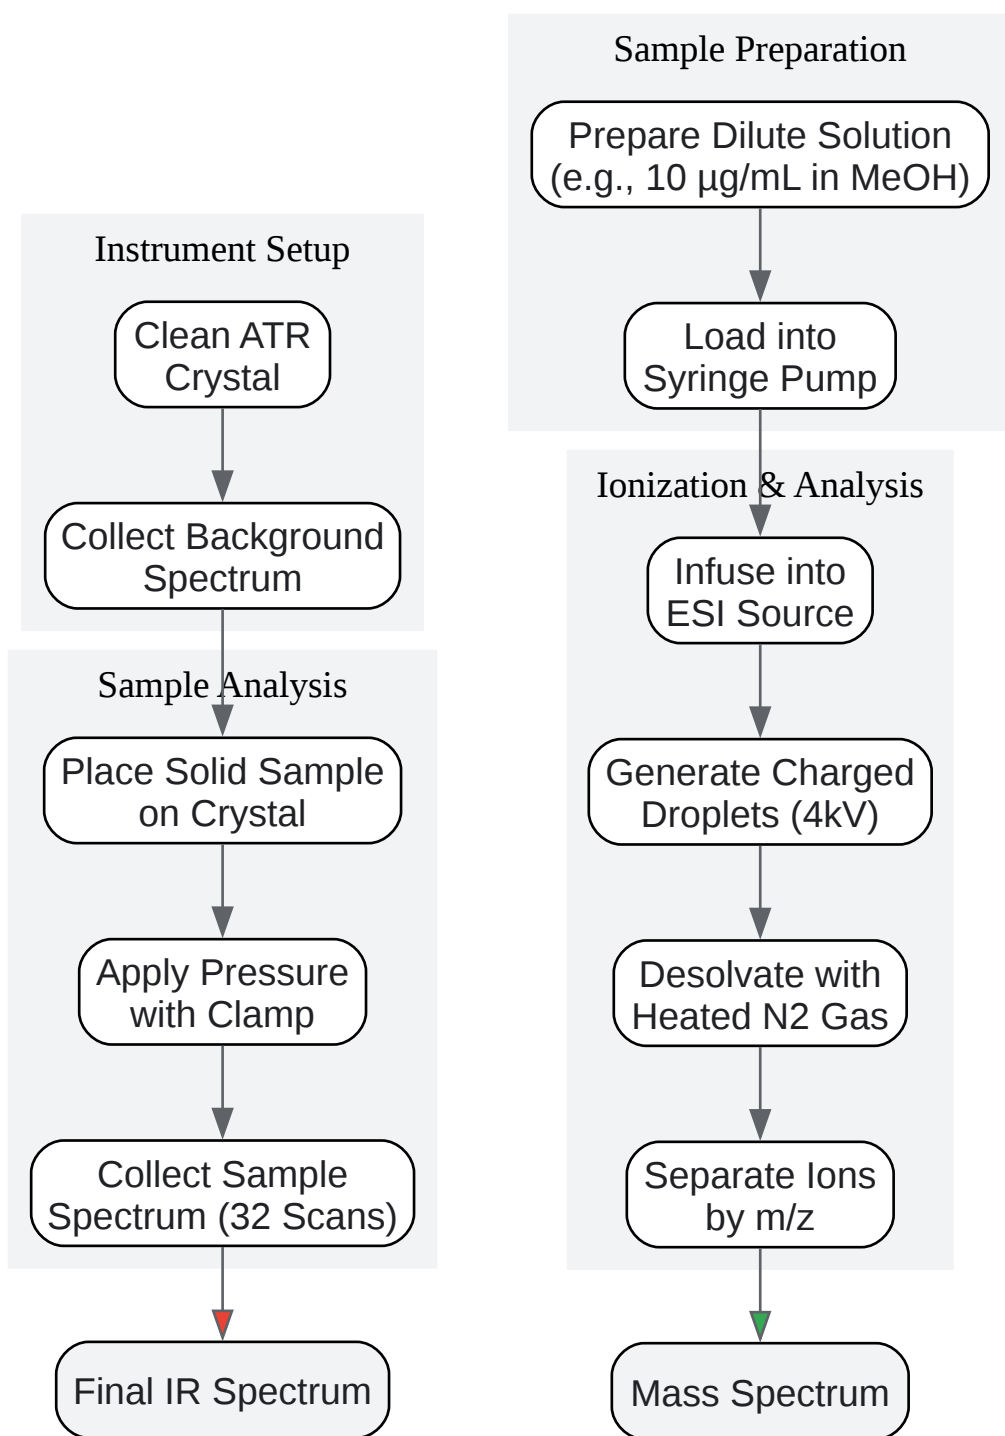 Instrument Setup
Clean ATR
Crystal
Collect Background
Spectrum
Sample Analysis
Place Solid Sample
on Crystal
Apply Pressure
with Clamp
Collect Sample
Spectrum (32 Scans)
Final IR Spectrum
Sample Preparation
Prepare Dilute Solution
(e.g., 10 µg/mL in MeOH)
Load into
Syringe Pump
Ionization & Analysis
Infuse into
ESI Source
Generate Charged
Droplets (4kV)
Desolvate with
Heated N2 Gas
Separate Ions
by m/z
Mass Spectrum